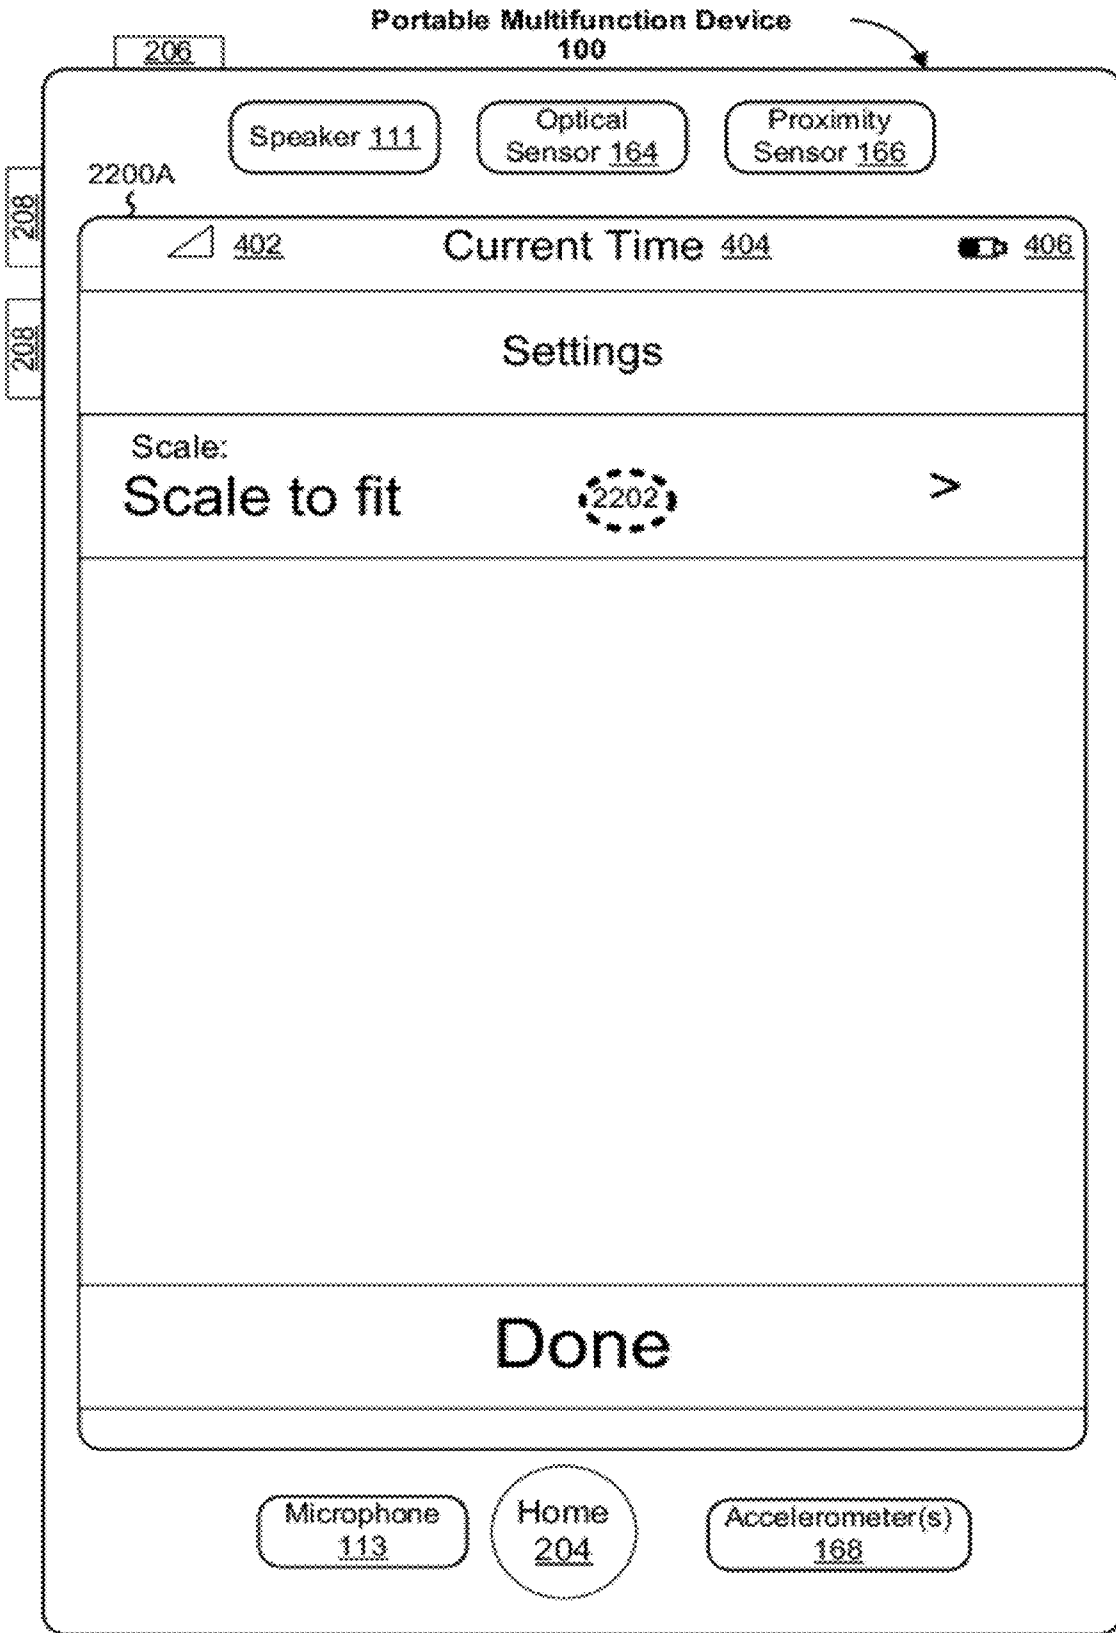 Portable Multifunction Device
100
206
Speaker 111
Optical
Sensor 164
Proximity
Sensor 166
2200A
208
208
402
Current Time 404
406
Settings
Scale:
Scale to fit
2202
>
Done
Microphone
113
Home
204
Accelerometer(s)
168